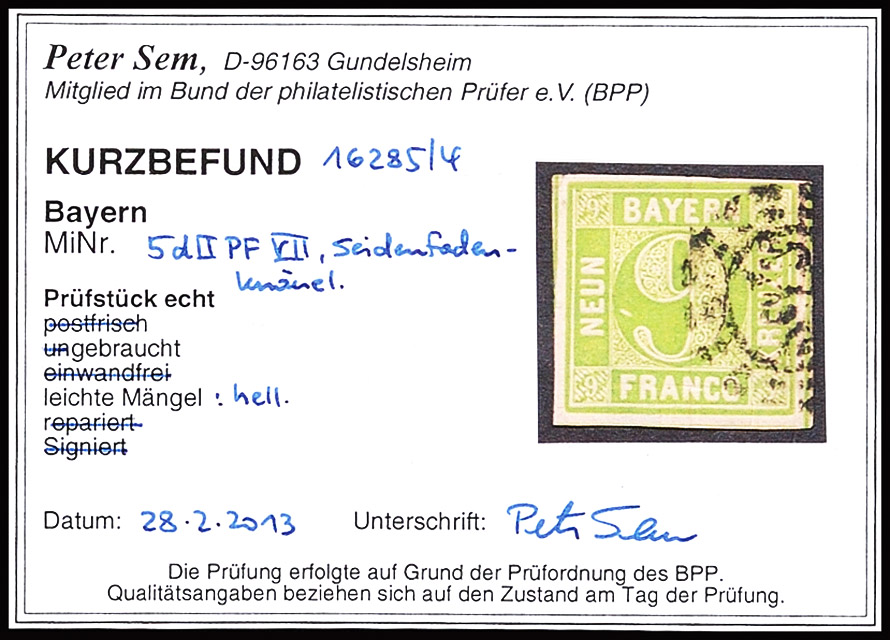 Peter Sem, D-96163 Gundelsheim
Mitglied im Bund der philatelistischen Prüfer e.V. (BPP)
KURZBEFUND 16285/4
Bayern
MiNr. 5dII PF VII, Seidenfaden-
knäuel.
Prüfstück echt
postfrisch
ungebraucht
einwandfrei
leichte Mängel : hell.
repariert
Signiert
9 BAYERN
NEUN 9 KREUZER
9 FRANCO
Datum: 28.2.2013 Unterschrift: Peter Sem
Die Prüfung erfolgte auf Grund der Prüfordnung des BPP.
Qualitätsangaben beziehen sich auf den Zustand am Tag der Prüfung.